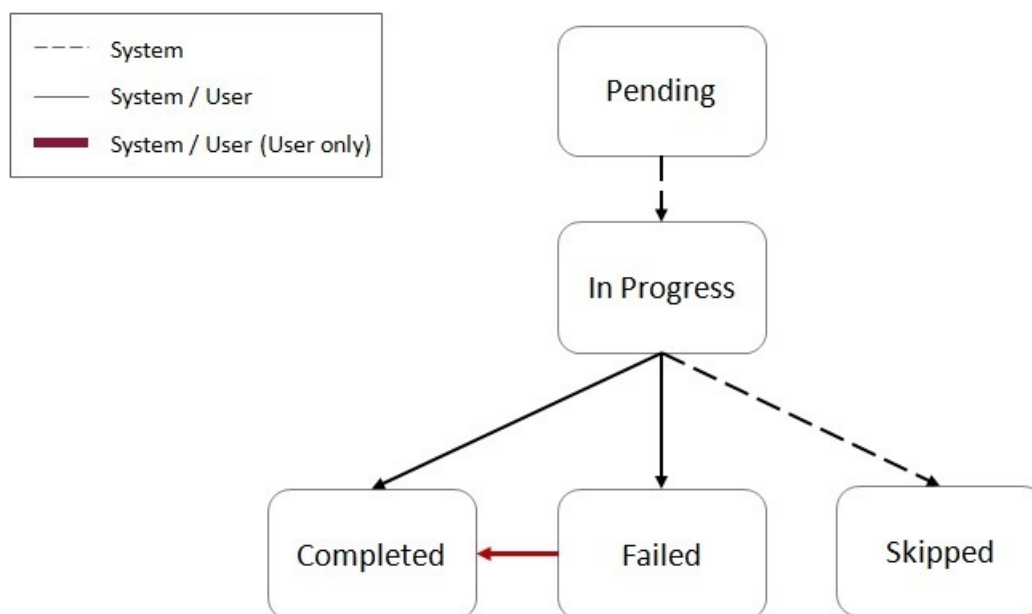 System
System / User
System / User (User only)
Pending
In Progress
Completed
Failed
Skipped